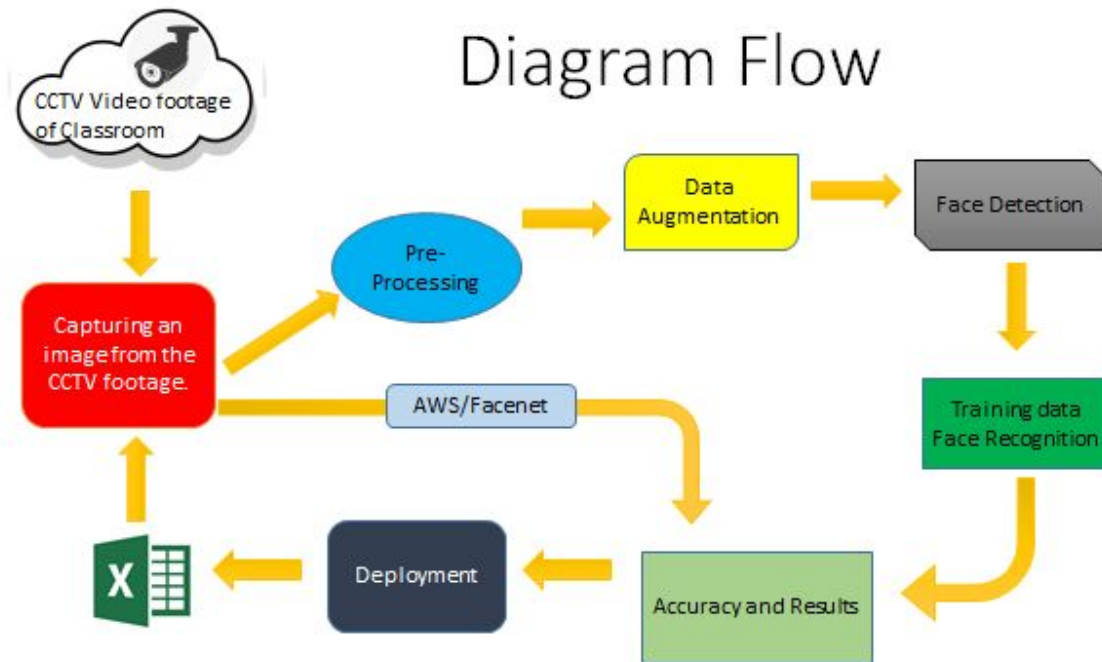 Diagram Flow
CCTV Video footage
of Classroom
Capturing an
image from the
CCTV footage.
Pre-
Processing
Data
Augmentation
Face Detection
Training data
Face Recognition
AWS/Facenet
Accuracy and Results
Deployment
X